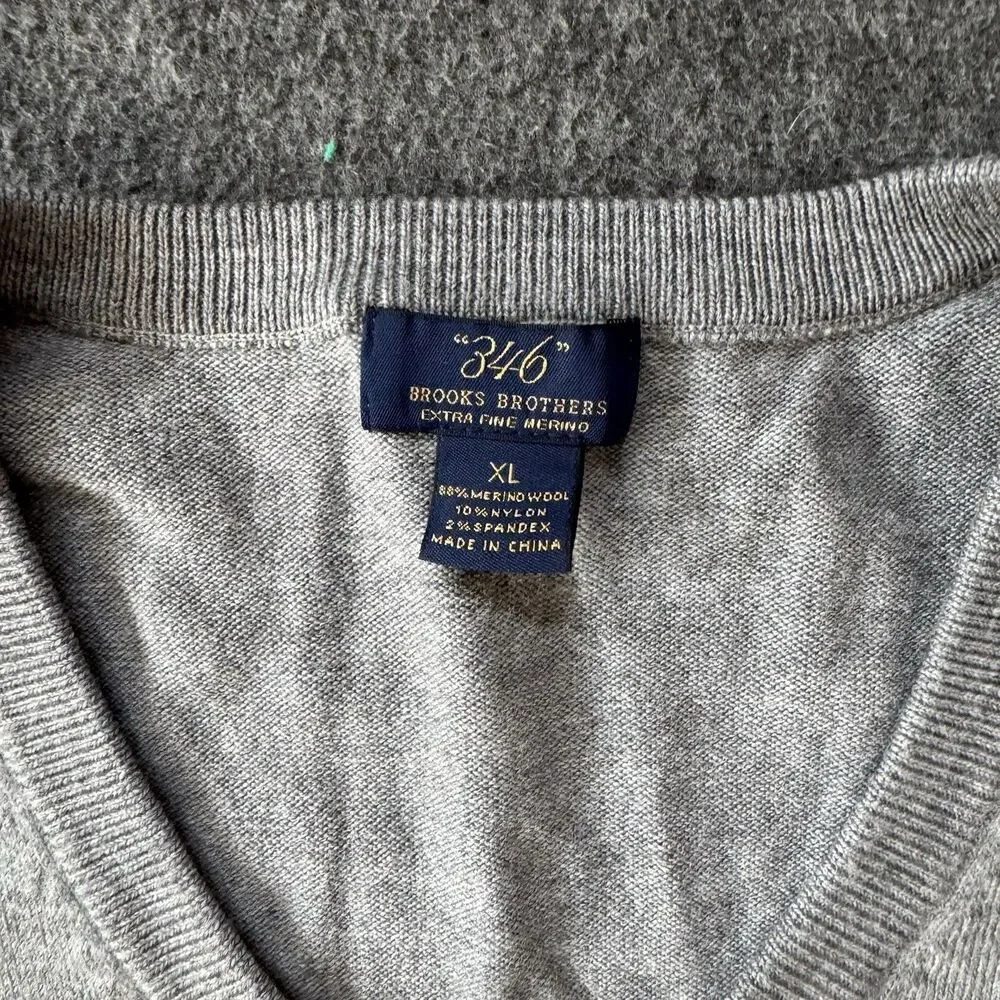 “346”
BROOKS BROTHERS
EXTRA FINE MERINO
XL
88% MERINO WOOL
10% NYLON
2% SPANDEX
MADE IN CHINA